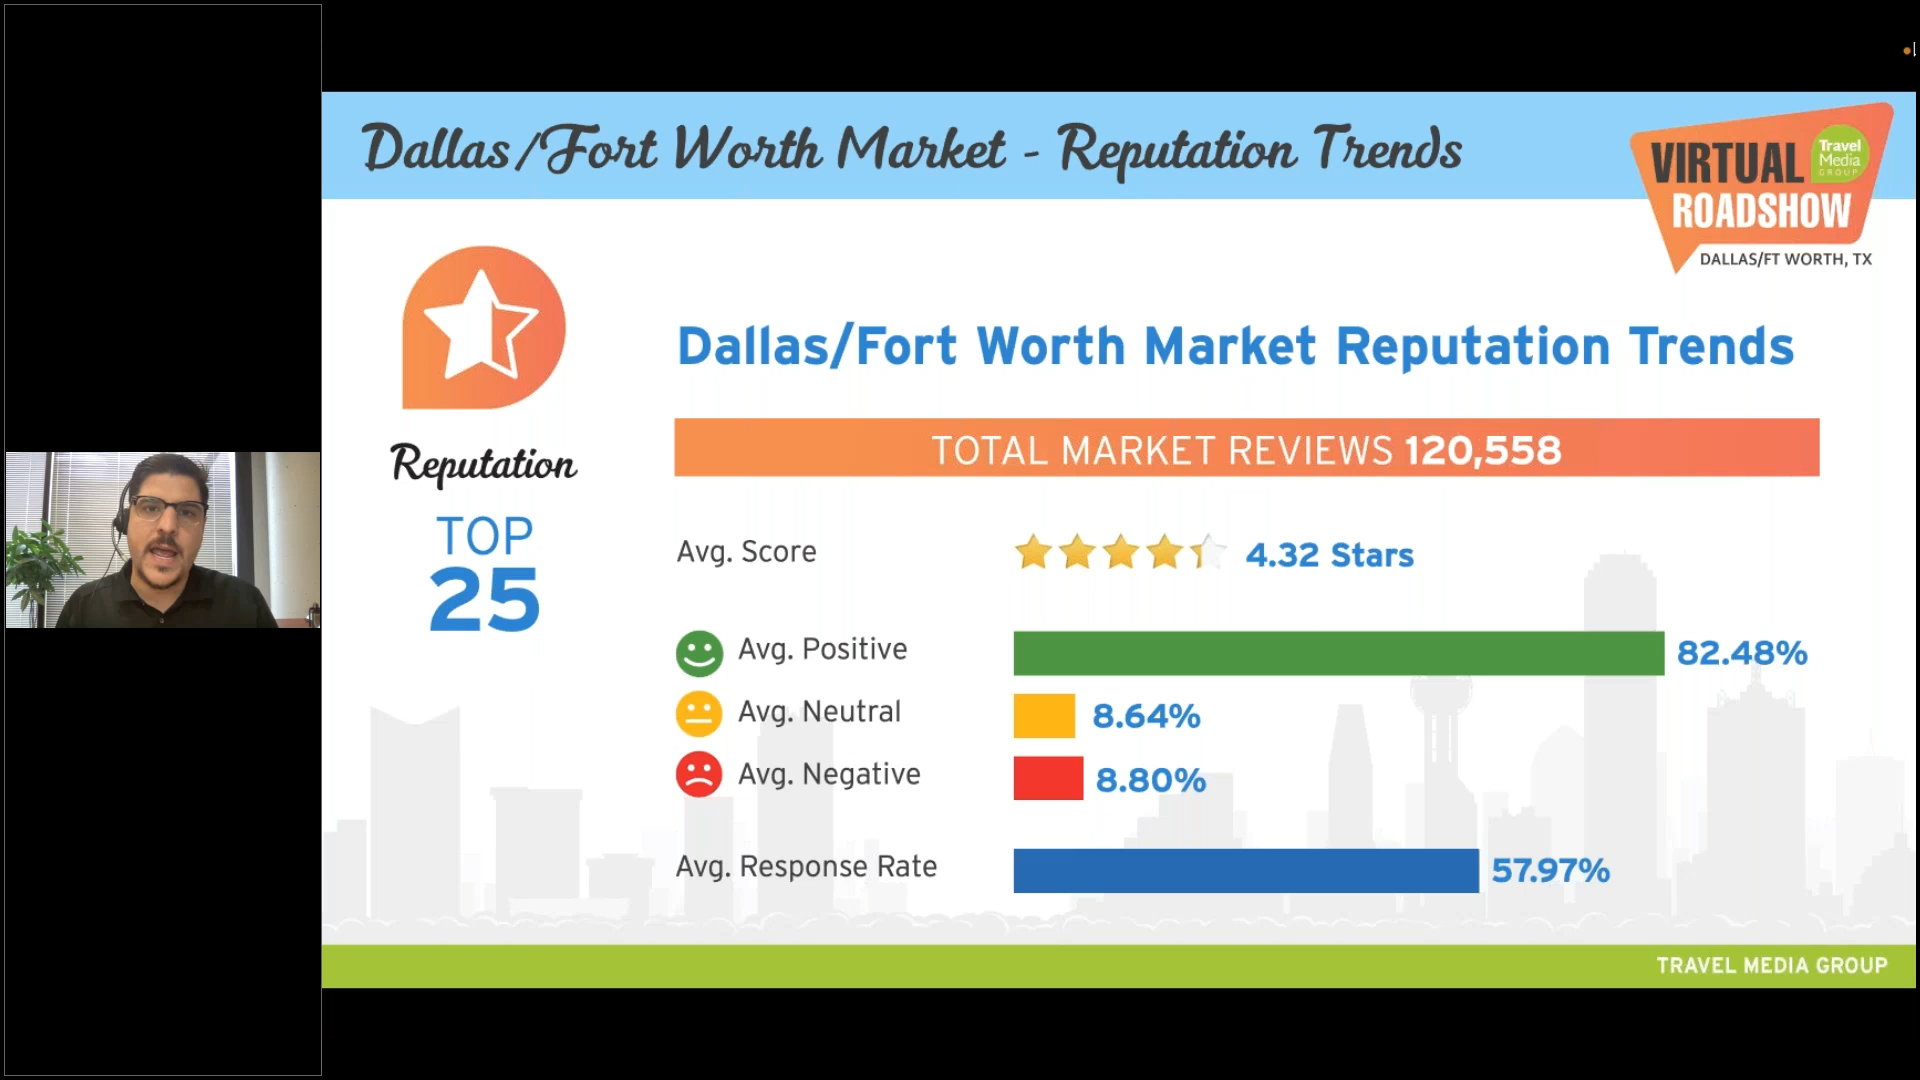 Dallas/Fort Worth Market - Reputation Trends
VIRTUAL
Travel
Media
GROUP
ROADSHOW
DALLAS/FT WORTH, TX
Reputation
TOP
25
Dallas/Fort Worth Market Reputation Trends
TOTAL MARKET REVIEWS 120,558
Avg. Score 4.32 Stars
Avg. Positive 82.48%
Avg. Neutral 8.64%
Avg. Negative 8.80%
Avg. Response Rate 57.97%
TRAVEL MEDIA GROUP